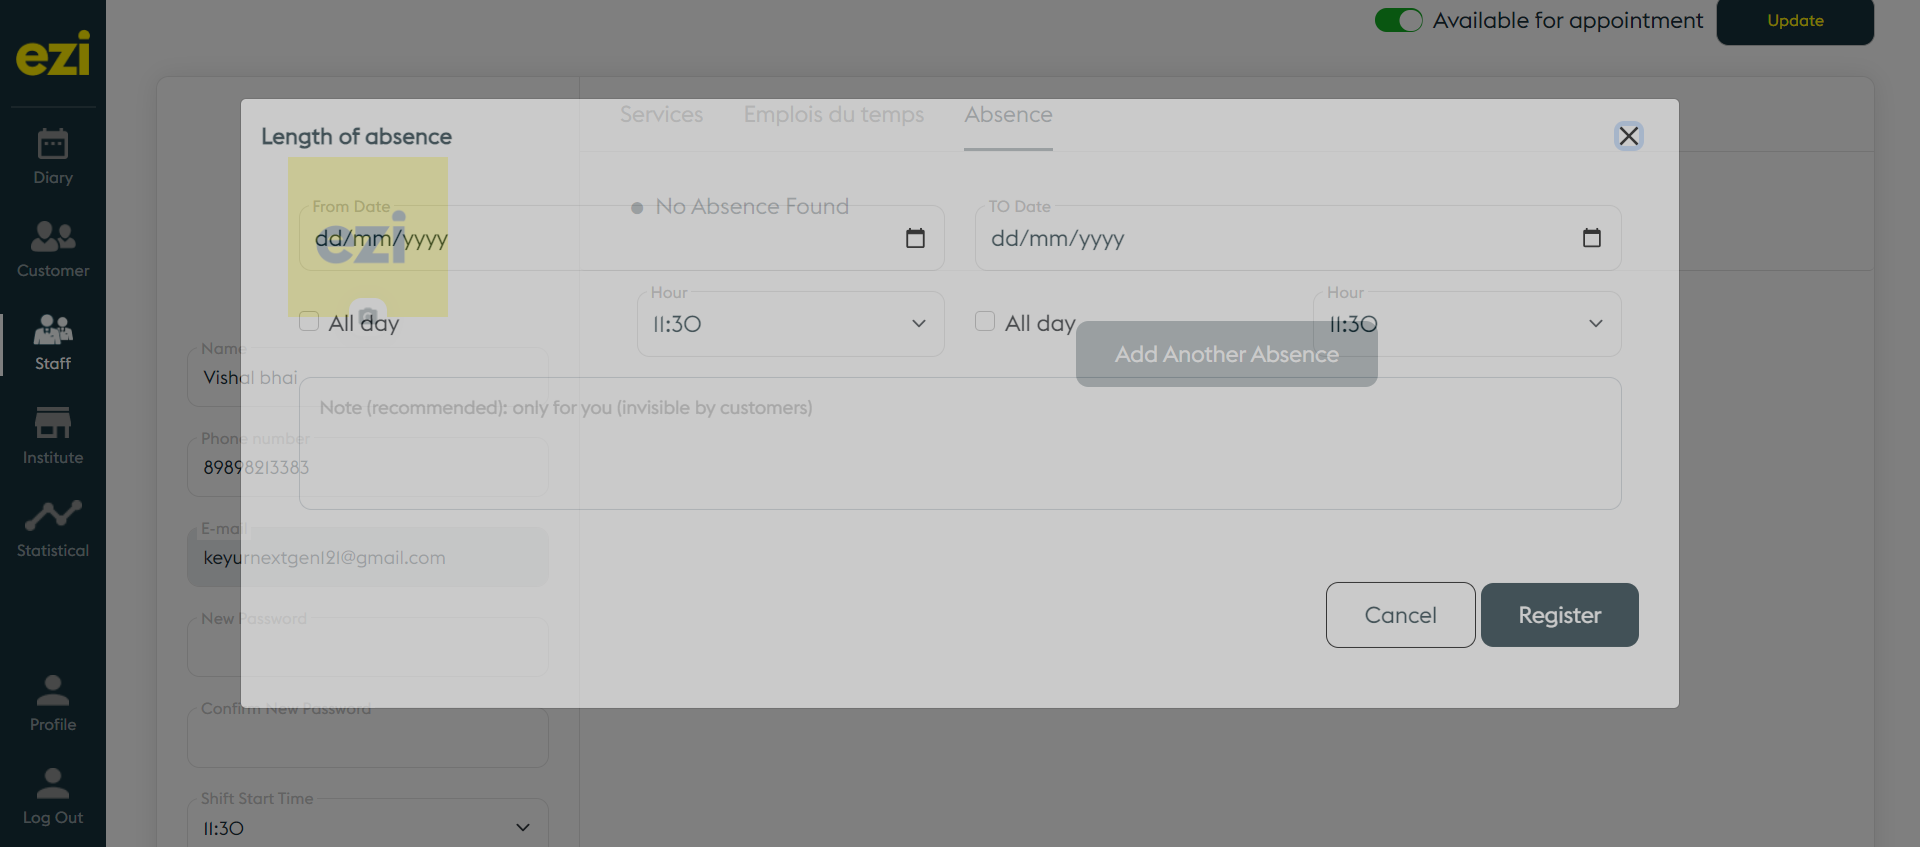 Available for appointment
Update
ezi
Diary
Customer
Staff
Institute
Statistical
Profile
Log Out
Services
Emplois du temps
Absence
Length of absence
ezi
No Absence Found
From Date
dd/mm/yyyy
TO Date
dd/mm/yyyy
All day
Hour
11:30
All day
Hour
11:30
Add Another Absence
Note (recommended): only for you (invisible by customers)
Cancel
Register
Name
Vishal bhai
Phone number
89898213383
E-mail
keyurnextgen121@gmail.com
New Password
Confirm New Password
Shift Start Time
11:30